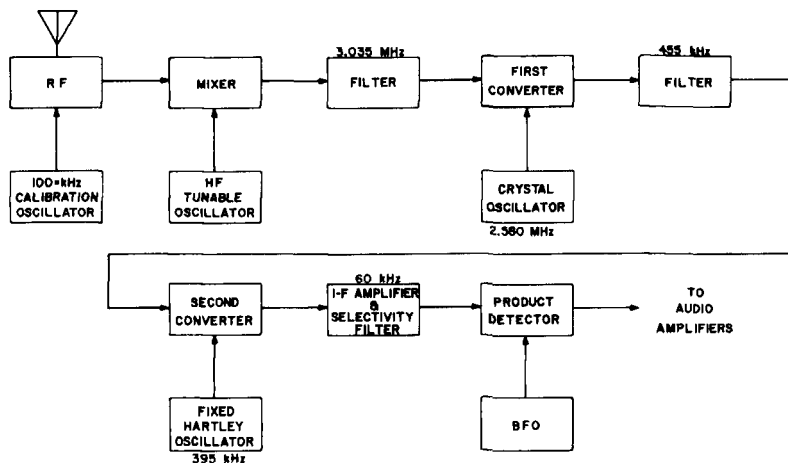 3.035 MHz
455 kHz
RF
MIXER
FILTER
FIRST
CONVERTER
FILTER
100-kHz
CALIBRATION
OSCILLATOR
HF
TUNABLE
OSCILLATOR
CRYSTAL
OSCILLATOR
2.580 MHz
60 kHz
SECOND
CONVERTER
I-F AMPLIFIER
&
SELECTIVITY
FILTER
PRODUCT
DETECTOR
TO
AUDIO
AMPLIFIERS
FIXED
HARTLEY
OSCILLATOR
395 kHz
BFO